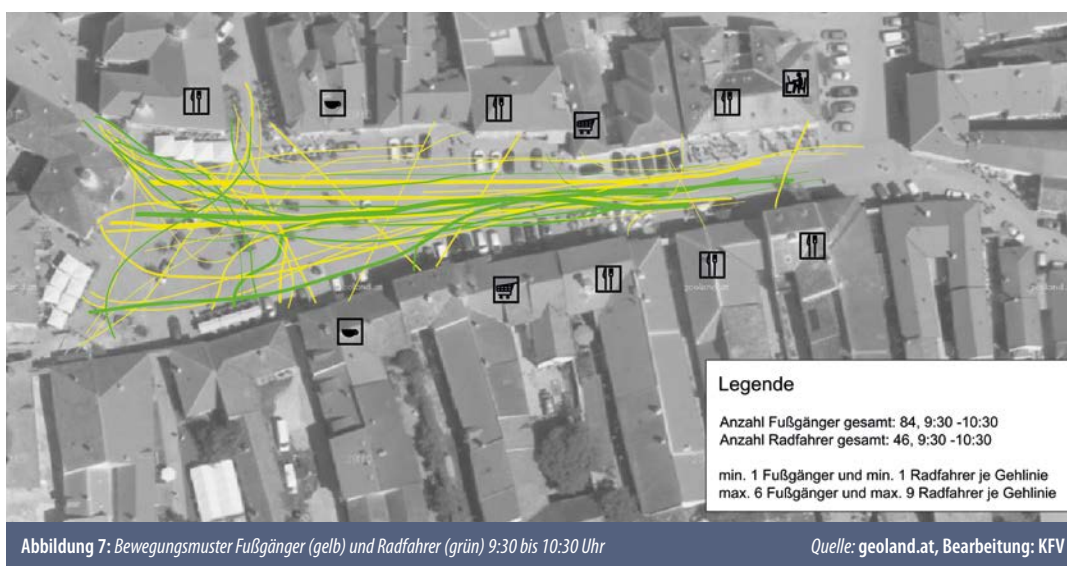 Legende
Anzahl Fußgänger gesamt: 84, 9:30 -10:30
Anzahl Radfahrer gesamt: 46, 9:30 -10:30
min. 1 Fußgänger und min. 1 Radfahrer je Gehlinie
max. 6 Fußgänger und max. 9 Radfahrer je Gehlinie
Abbildung 7: Bewegungsmuster Fußgänger (gelb) und Radfahrer (grün) 9:30 bis 10:30 Uhr Quelle: geoland.at, Bearbeitung: KFV